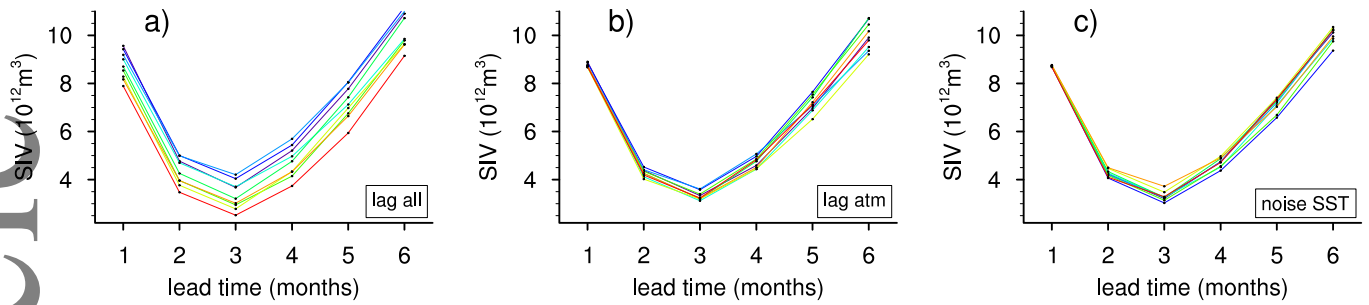 a)
10
8
6
4
SIV (10¹²m³)
lag all
1 2 3 4 5 6
lead time (months)
b)
10
8
6
4
SIV (10¹²m³)
lag atm
1 2 3 4 5 6
lead time (months)
c)
10
8
6
4
SIV (10¹²m³)
noise SST
1 2 3 4 5 6
lead time (months)